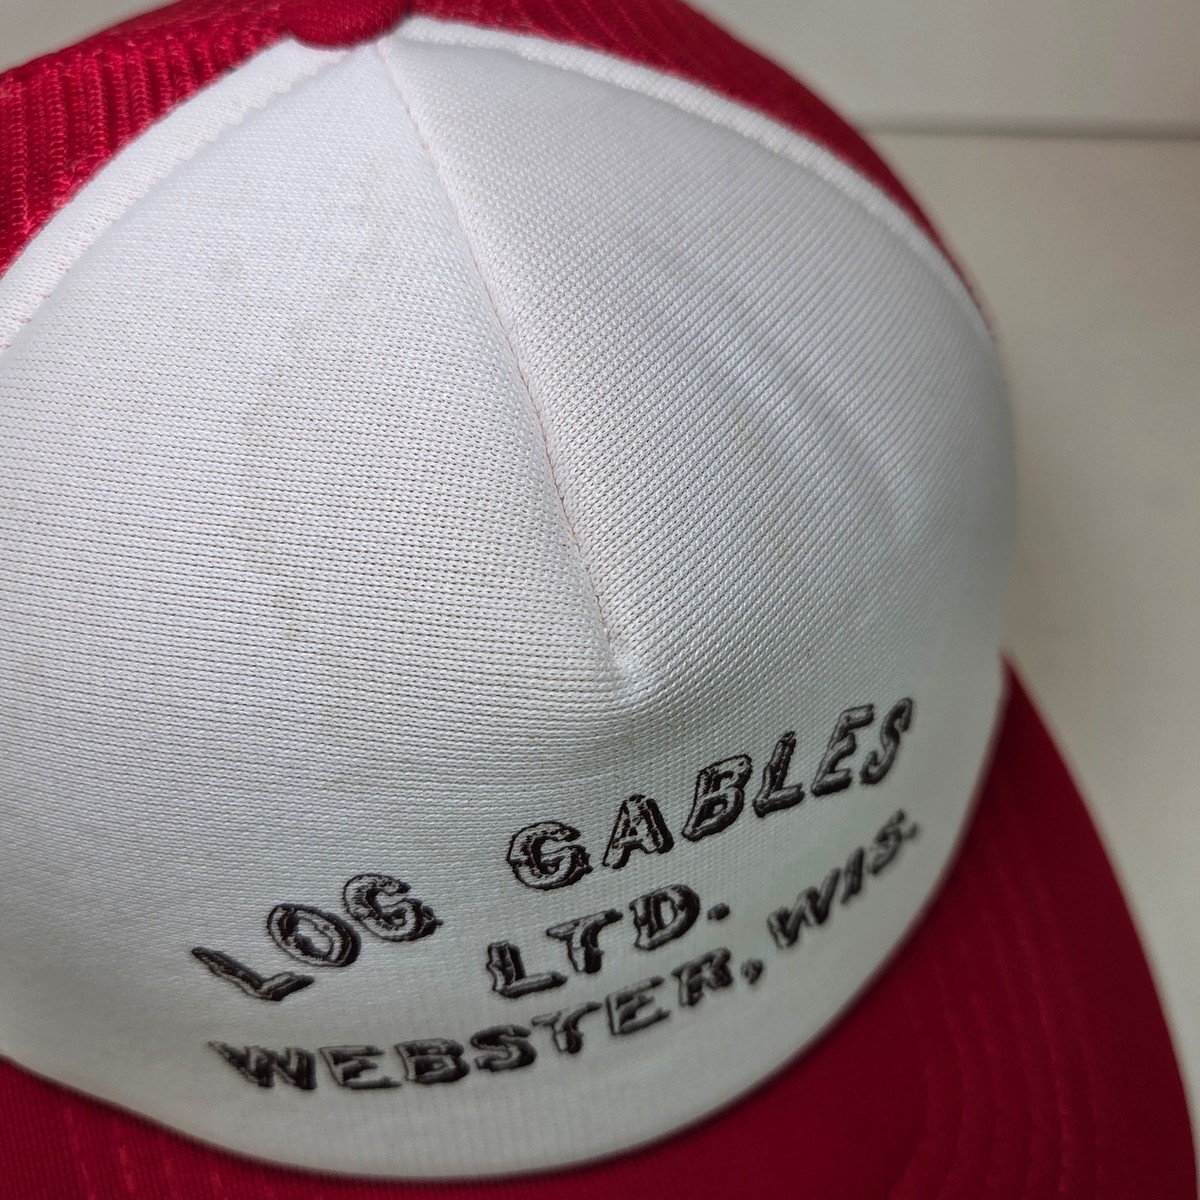 LOG GABLES
LTD.
WEBSTER, WIS.